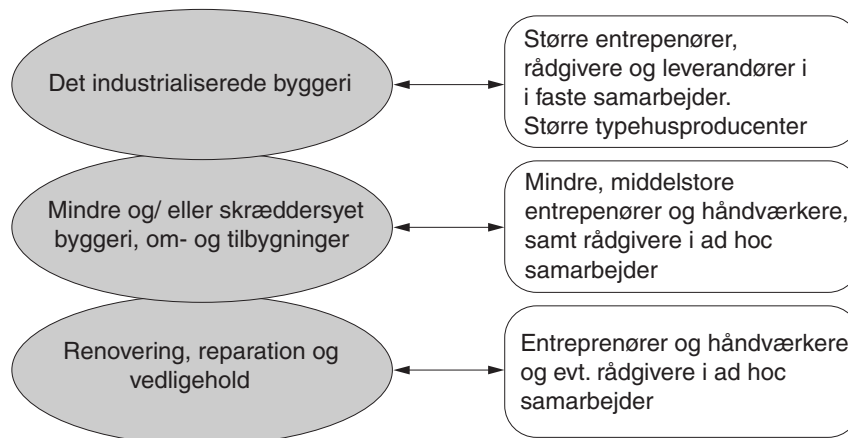 Det industrialiserede byggeri
Større entrepenører,
rådgivere og leverandører i
i faste samarbejder.
Større typehusproducenter
Mindre og/ eller skræddersyet
byggeri, om- og tilbygninger
Mindre, middelstore
entrepenører og håndværkere,
samt rådgivere i ad hoc
samarbejder
Renovering, reparation og
vedligehold
Entreprenører og håndværkere
og evt. rådgivere i ad hoc
samarbejder